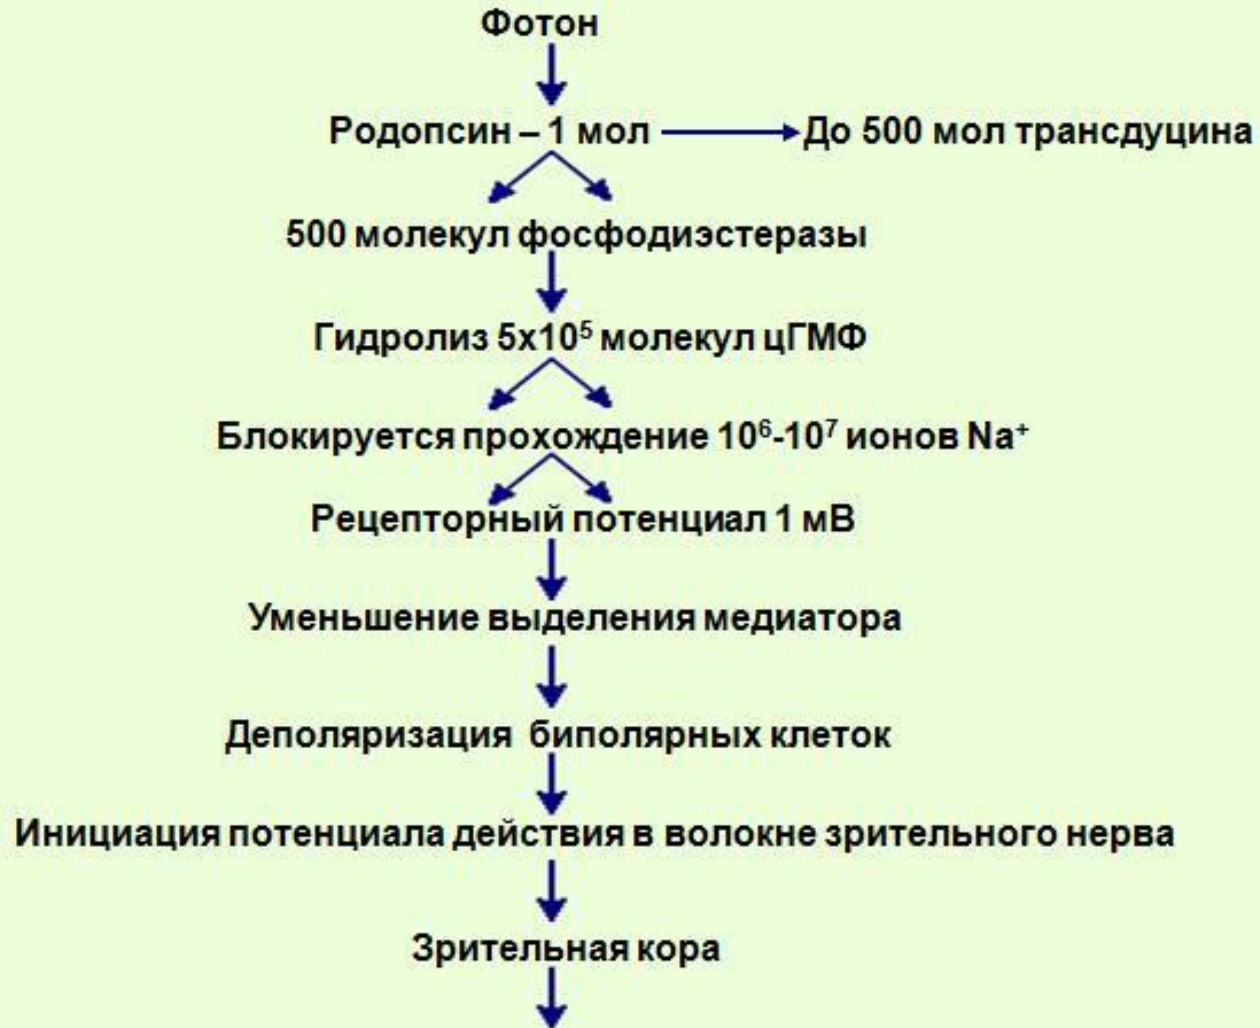 Фотон
Родопсин – 1 мол До 500 мол трансдуцина
500 молекул фосфодиэстеразы
Гидролиз 5х10⁵ молекул цГМФ
Блокируется прохождение 10⁶-10⁷ ионов Na⁺
Рецепторный потенциал 1 мВ
Уменьшение выделения медиатора
Деполяризация биполярных клеток
Инициация потенциала действия в волокне зрительного нерва
Зрительная кора